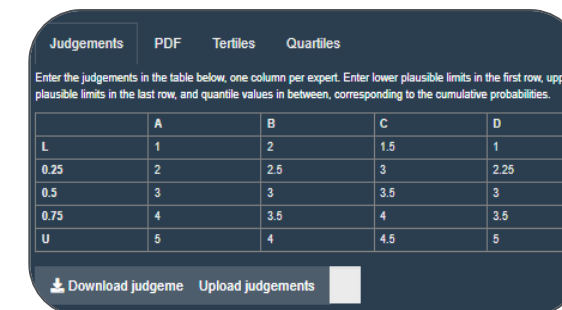 Judgements PDF Tertiles Quartiles
Enter the judgements in the table below, one column per expert. Enter lower plausible limits in the first row, upp
plausible limits in the last row, and quantile values in between, corresponding to the cumulative probabilities.
A B C D
L 1 2 1.5 1
0.25 2 2.5 3 2.25
0.5 3 3 3.5 3
0.75 4 3.5 4 3.5
U 5 4 4.5 5
Download judgeme Upload judgements